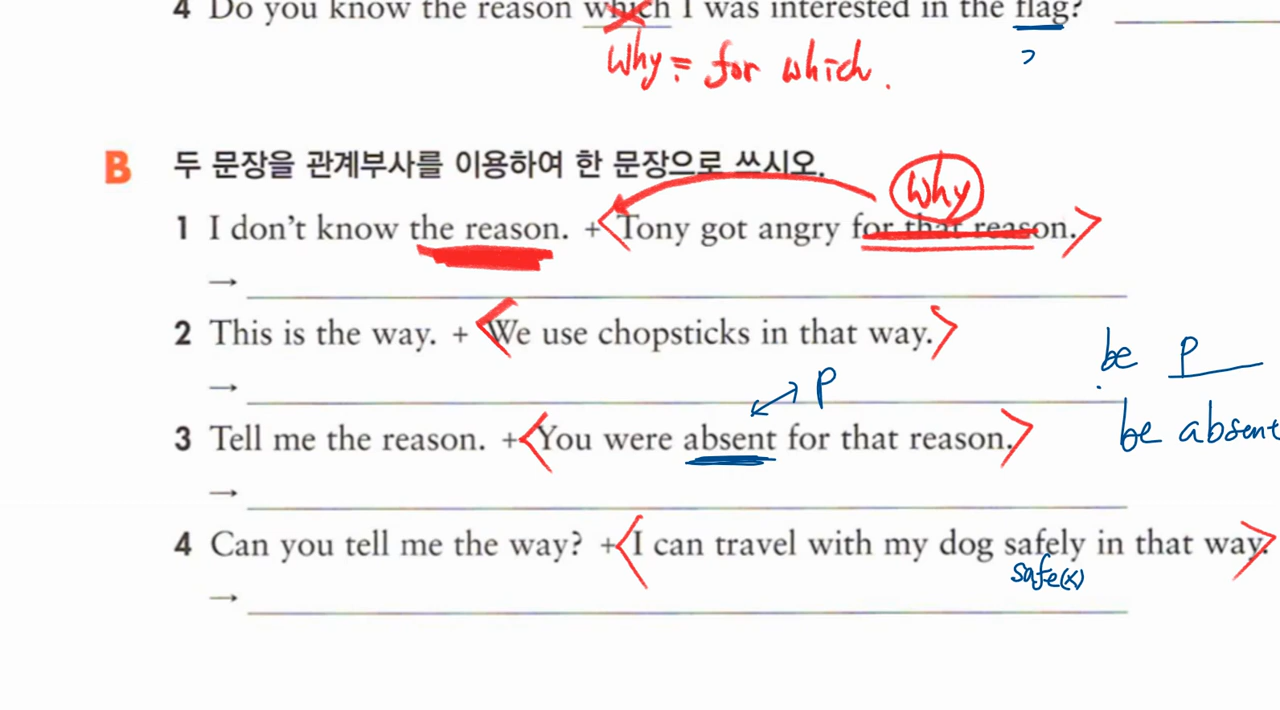 4 Do you know the reason which I was interested in the flag?
Why = for which.
B 두 문장을 관계부사를 이용하여 한 문장으로 쓰시오.
why
1 I don't know the reason. + Tony got angry for that reason.
→
2 This is the way. + We use chopsticks in that way.
be p
→
p
3 Tell me the reason. + You were absent for that reason.
be absent
→
4 Can you tell me the way? + I can travel with my dog safely in that way.
safe(x)
→